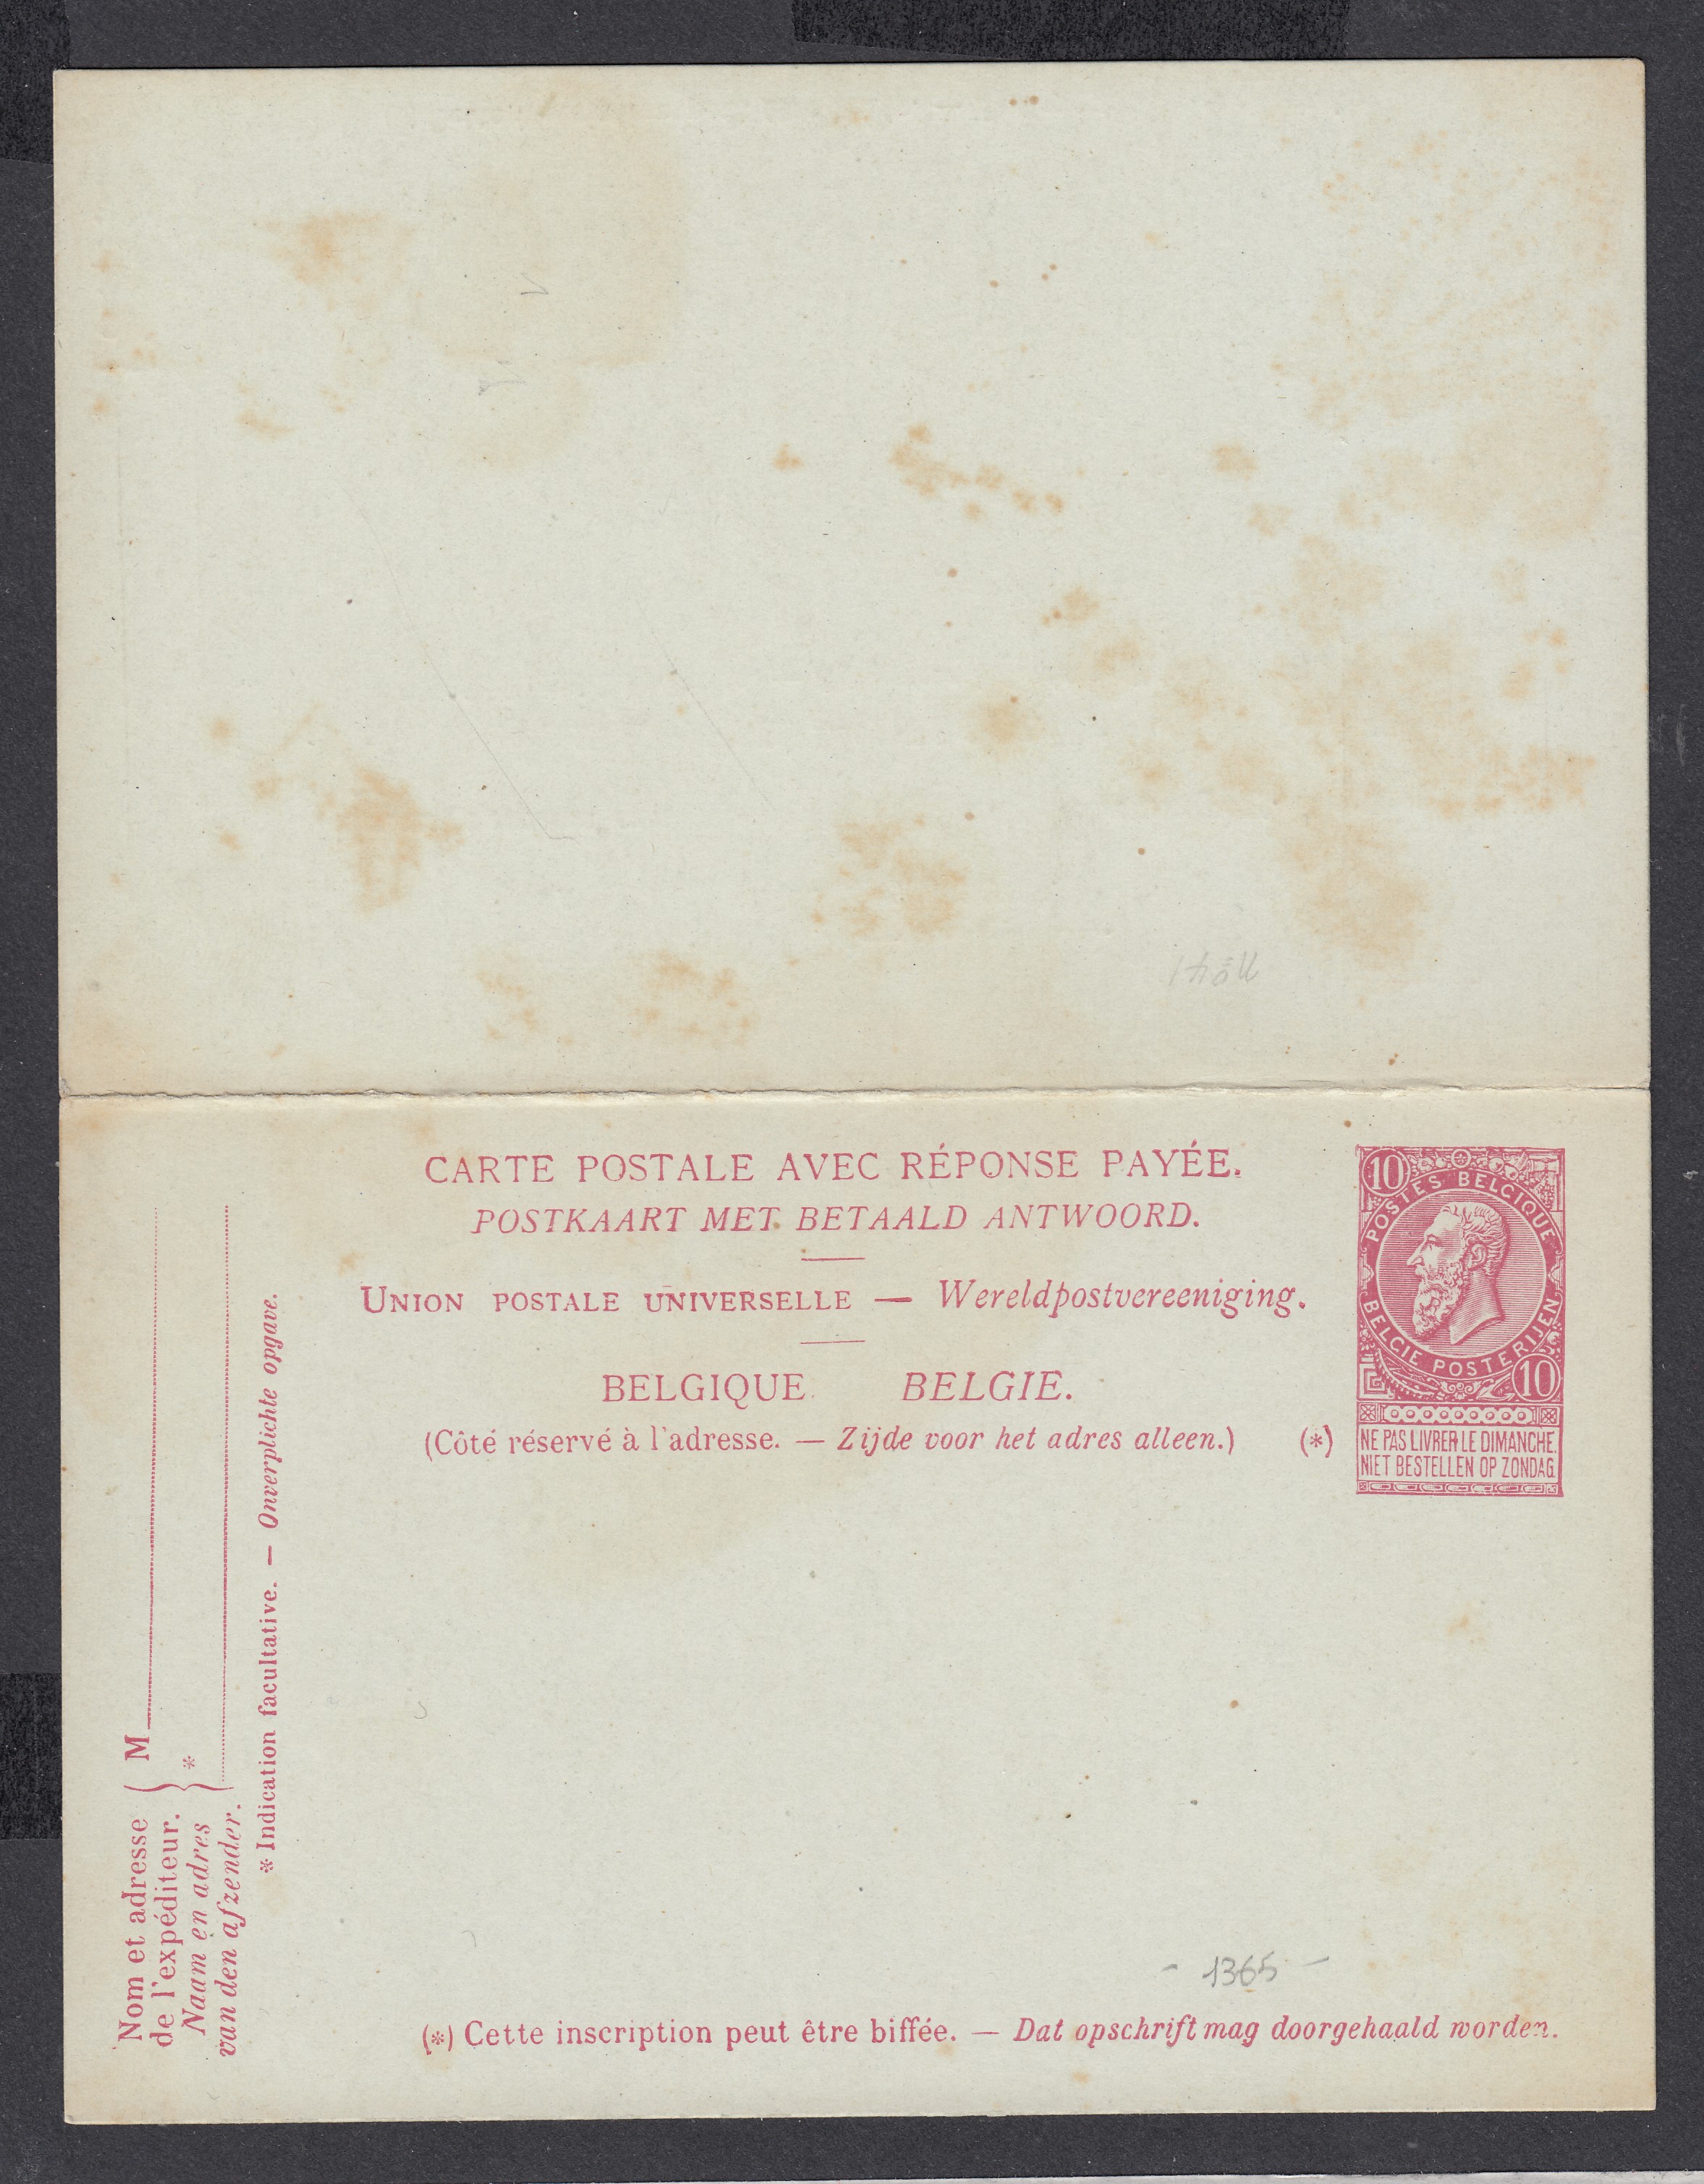 CARTE POSTALE AVEC RÉPONSE PAYÉE.
POSTKAART MET BETAALD ANTWOORD.
UNION POSTALE UNIVERSELLE — Wereldpostvereeniging.
BELGIQUE. BELGIE.
(Côté réservé à l'adresse. — Zijde voor het adres alleen.) (*)
10
POSTES BELGIQUE
BELGIE POSTERIJEN
10
NE PAS LIVRER LE DIMANCHE.
NIET BESTELLEN OP ZONDAG.
Nom et adresse
de l'expéditeur.
Naam en adres
van den afzender.
M
*
* Indication facultative. — Onverplichte opgave.
- 1365 -
(*) Cette inscription peut être biffée. — Dat opschrift mag doorgehaald worden.